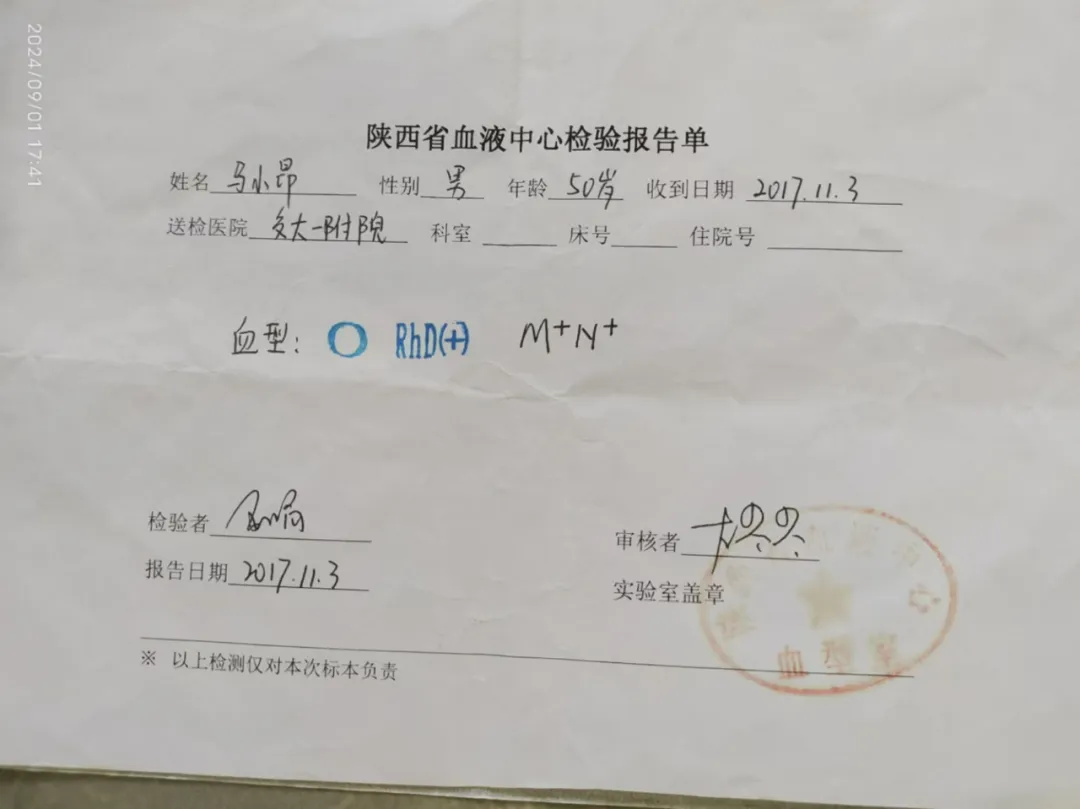 2024/09/01 17:41
陕西省血液中心检验报告单
姓名 马小昂 性别 男 年龄 50岁 收到日期 2017.11.3
送检医院 交大一附院 科室 床号 住院号
血型: O RhD(+) M+N+
检验者
审核者
报告日期 2017.11.3
实验室盖章
血型室
※ 以上检测仅对本次标本负责